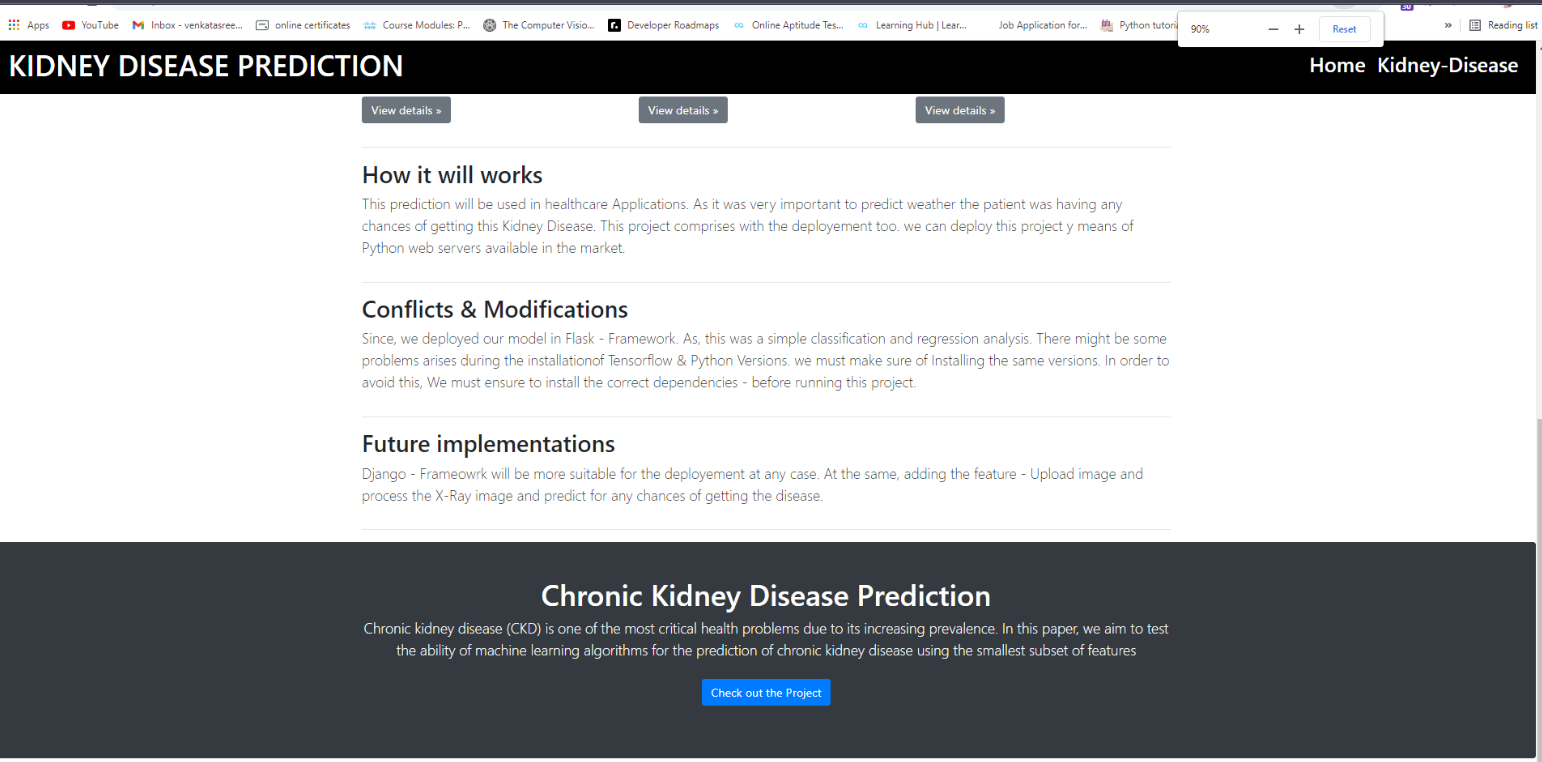 Apps YouTube Inbox - venkatasree... online certificates Course Modules: P... The Computer Visio... r. Developer Roadmaps Online Aptitude Tes... Learning Hub | Lear... Job Application for... Python tutori
90% − + Reset
» Reading list
KIDNEY DISEASE PREDICTION Home Kidney-Disease
View details » View details » View details »
How it will works
This prediction will be used in healthcare Applications. As it was very important to predict weather the patient was having any
chances of getting this Kidney Disease. This project comprises with the deployement too. we can deploy this project y means of
Python web servers available in the market.
Conflicts & Modifications
Since, we deployed our model in Flask - Framework. As, this was a simple classification and regression analysis. There might be some
problems arises during the installationof Tensorflow & Python Versions. we must make sure of Installing the same versions. In order to
avoid this, We must ensure to install the correct dependencies - before running this project.
Future implementations
Django - Frameowrk will be more suitable for the deployement at any case. At the same, adding the feature - Upload image and
process the X-Ray image and predict for any chances of getting the disease.
Chronic Kidney Disease Prediction
Chronic kidney disease (CKD) is one of the most critical health problems due to its increasing prevalence. In this paper, we aim to test
the ability of machine learning algorithms for the prediction of chronic kidney disease using the smallest subset of features
Check out the Project